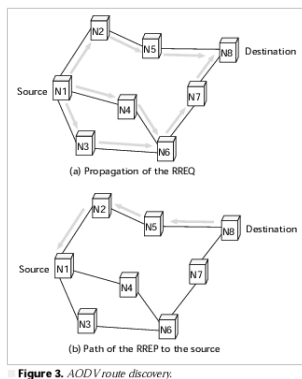 N2
N5
N8
Destination
Source
N1
N4
N7
N3
N6
(a) Propagation of the RREQ
N2
N5
N8
Destination
Source
N1
N4
N7
N3
N6
(b) Path of the RREP to the source
Figure 3. AODV route discovery.